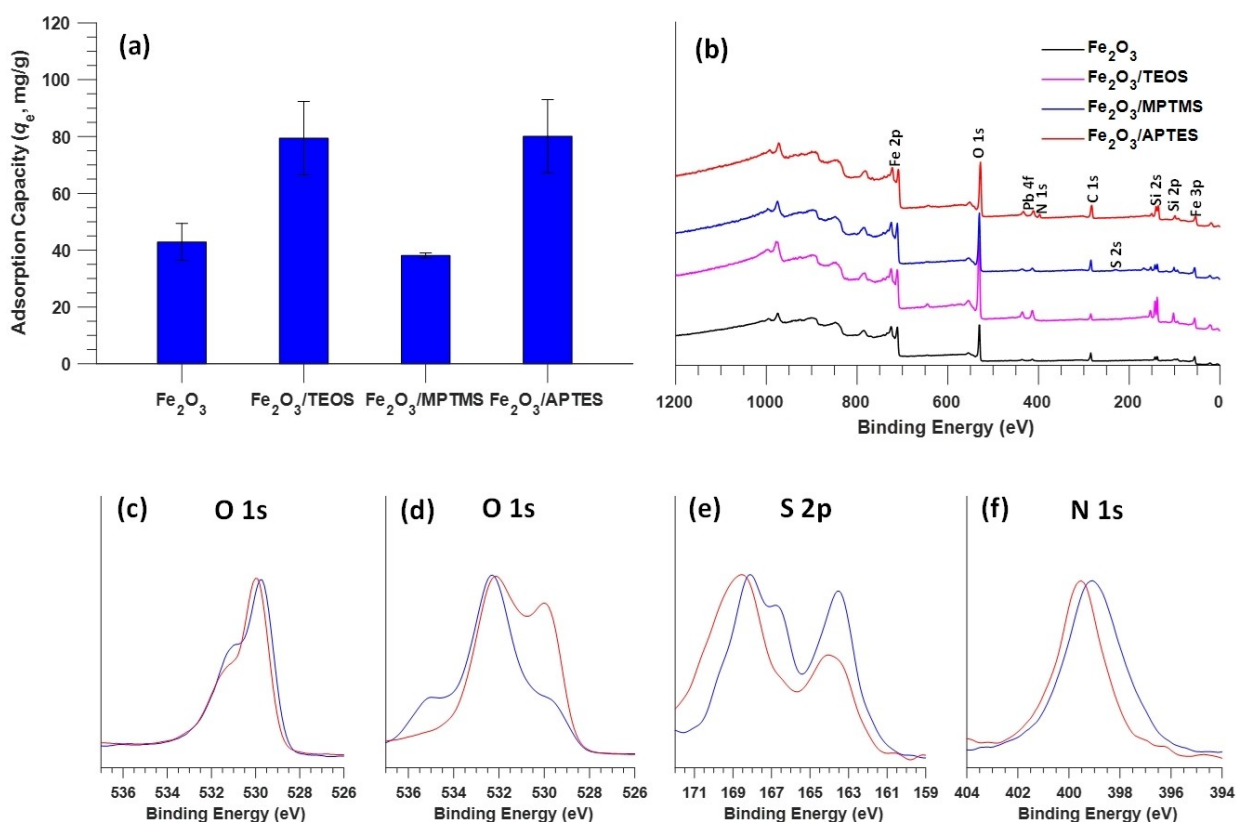 (a)
Adsorption Capacity (qₑ, mg/g)
120
100
80
60
40
20
0
Fe₂O₃ Fe₂O₃/TEOS Fe₂O₃/MPTMS Fe₂O₃/APTES
(b)
Fe₂O₃
Fe₂O₃/TEOS
Fe₂O₃/MPTMS
Fe₂O₃/APTES
Fe 2p
O 1s
Pb 4f
N 1s
C 1s
S 2s
Si 2s
Si 2p
Fe 3p
1200 1000 800 600 400 200 0
Binding Energy (eV)
(c) O 1s
536 534 532 530 528 526
Binding Energy (eV)
(d) O 1s
536 534 532 530 528 526
Binding Energy (eV)
(e) S 2p
171 169 167 165 163 161 159
Binding Energy (eV)
(f) N 1s
404 402 400 398 396 394
Binding Energy (eV)